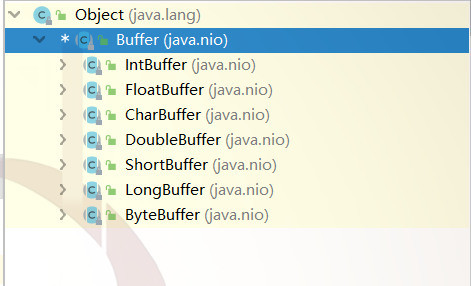 Object (java.lang)
* Buffer (java.nio)
IntBuffer (java.nio)
FloatBuffer (java.nio)
CharBuffer (java.nio)
DoubleBuffer (java.nio)
ShortBuffer (java.nio)
LongBuffer (java.nio)
ByteBuffer (java.nio)